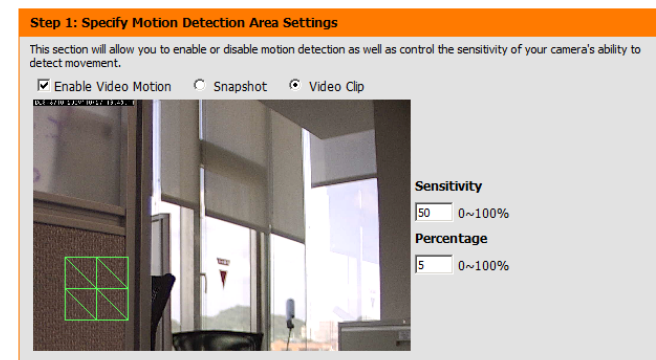 Step 1: Specify Motion Detection Area Settings
This section will allow you to enable or disable motion detection as well as control the sensitivity of your camera's ability to
detect movement.
Enable Video Motion Snapshot Video Clip
Sensitivity
50 0~100%
Percentage
5 0~100%